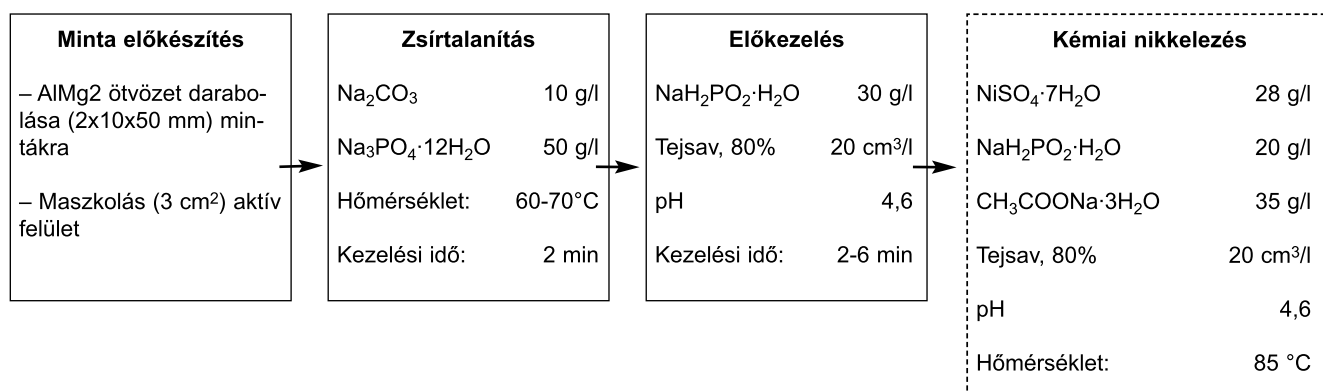 Minta előkészítés
– AlMg2 ötvözet darabo-
lása (2x10x50 mm) min-
tákra
– Maszkolás (3 cm²) aktív
felület
Zsírtalanítás
Na₂CO₃ 10 g/l
Na₃PO₄·12H₂O 50 g/l
Hőmérséklet: 60-70°C
Kezelési idő: 2 min
Előkezelés
NaH₂PO₂·H₂O 30 g/l
Tejsav, 80% 20 cm³/l
pH 4,6
Kezelési idő: 2-6 min
Kémiai nikkelezés
NiSO₄·7H₂O 28 g/l
NaH₂PO₂·H₂O 20 g/l
CH₃COONa·3H₂O 35 g/l
Tejsav, 80% 20 cm³/l
pH 4,6
Hőmérséklet: 85 °C